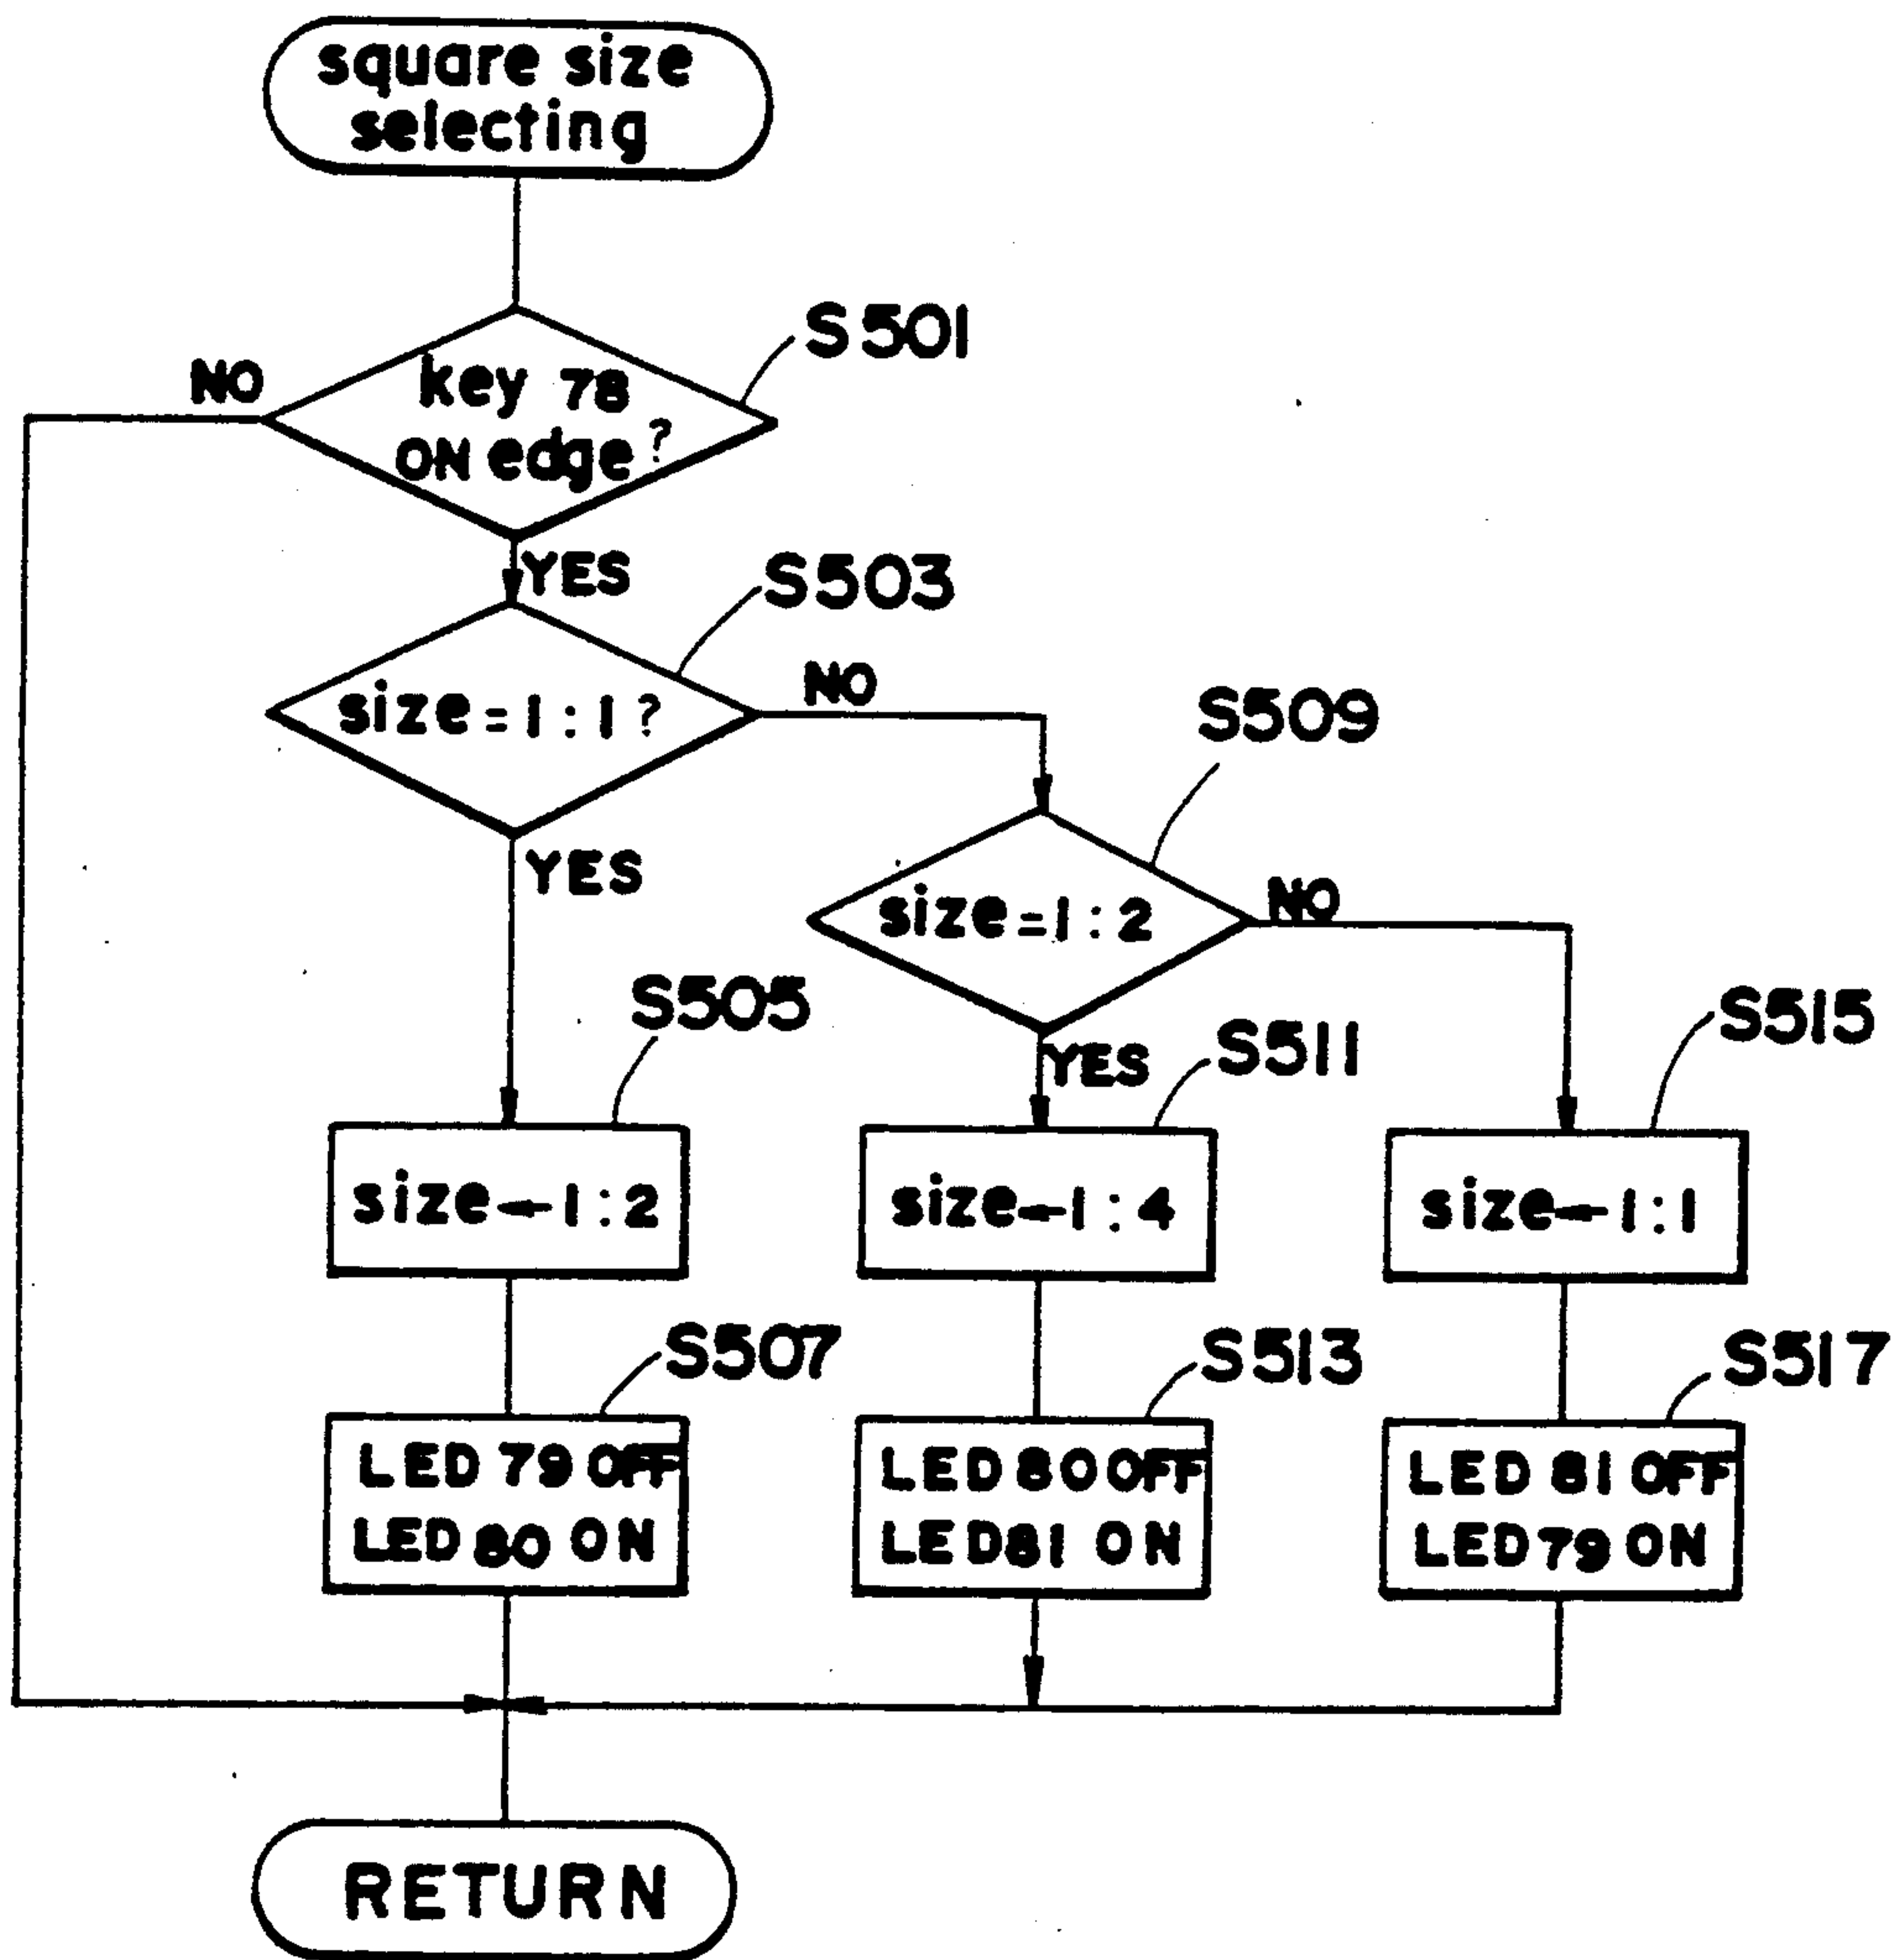 square size
selecting
S501
NO
key 78
ON edge?
YES
S503
size=1:1?
NO
S509
YES
size=1:2
NO
S505
S511
S515
YES
size←1:2
size←1:4
size←1:1
S507
S513
S517
LED 79 OFF
LED 80 ON
LED 80 OFF
LED 81 ON
LED 81 OFF
LED 79 ON
RETURN